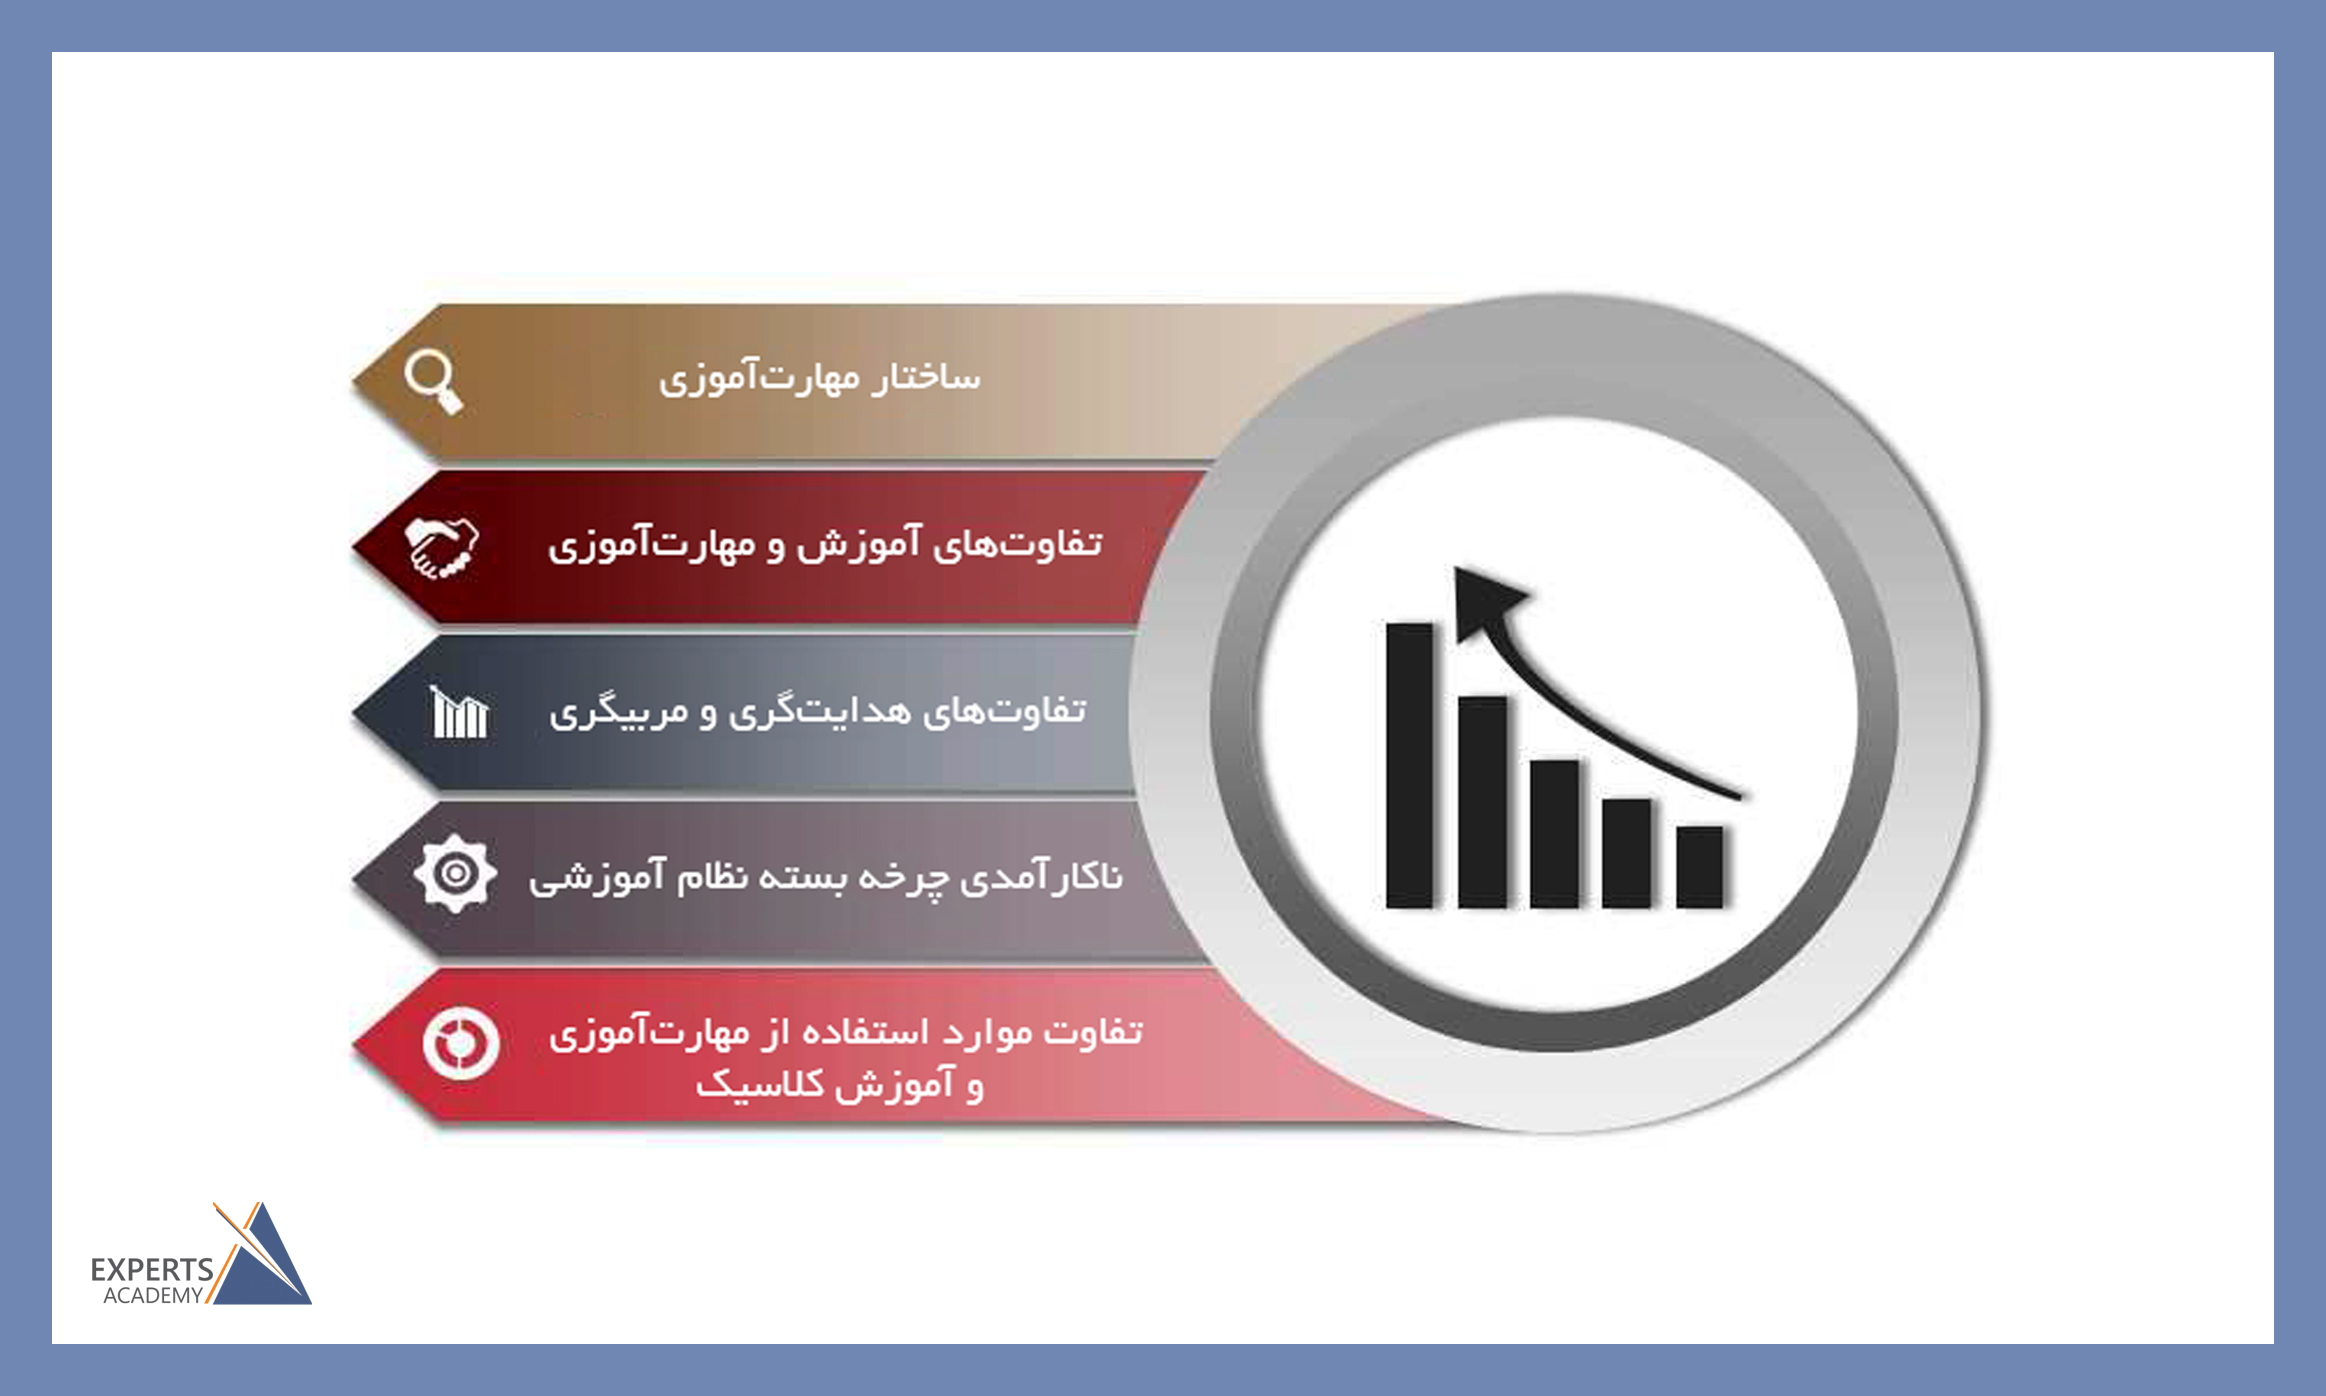 ساختار مهارت‌آموزی
تفاوت‌های آموزش و مهارت‌آموزی
تفاوت‌های هدایت‌گری و مربیگری
ناکارآمدی چرخه بسته نظام آموزشی
تفاوت موارد استفاده از مهارت‌آموزی
و آموزش کلاسیک
EXPERTS
ACADEMY